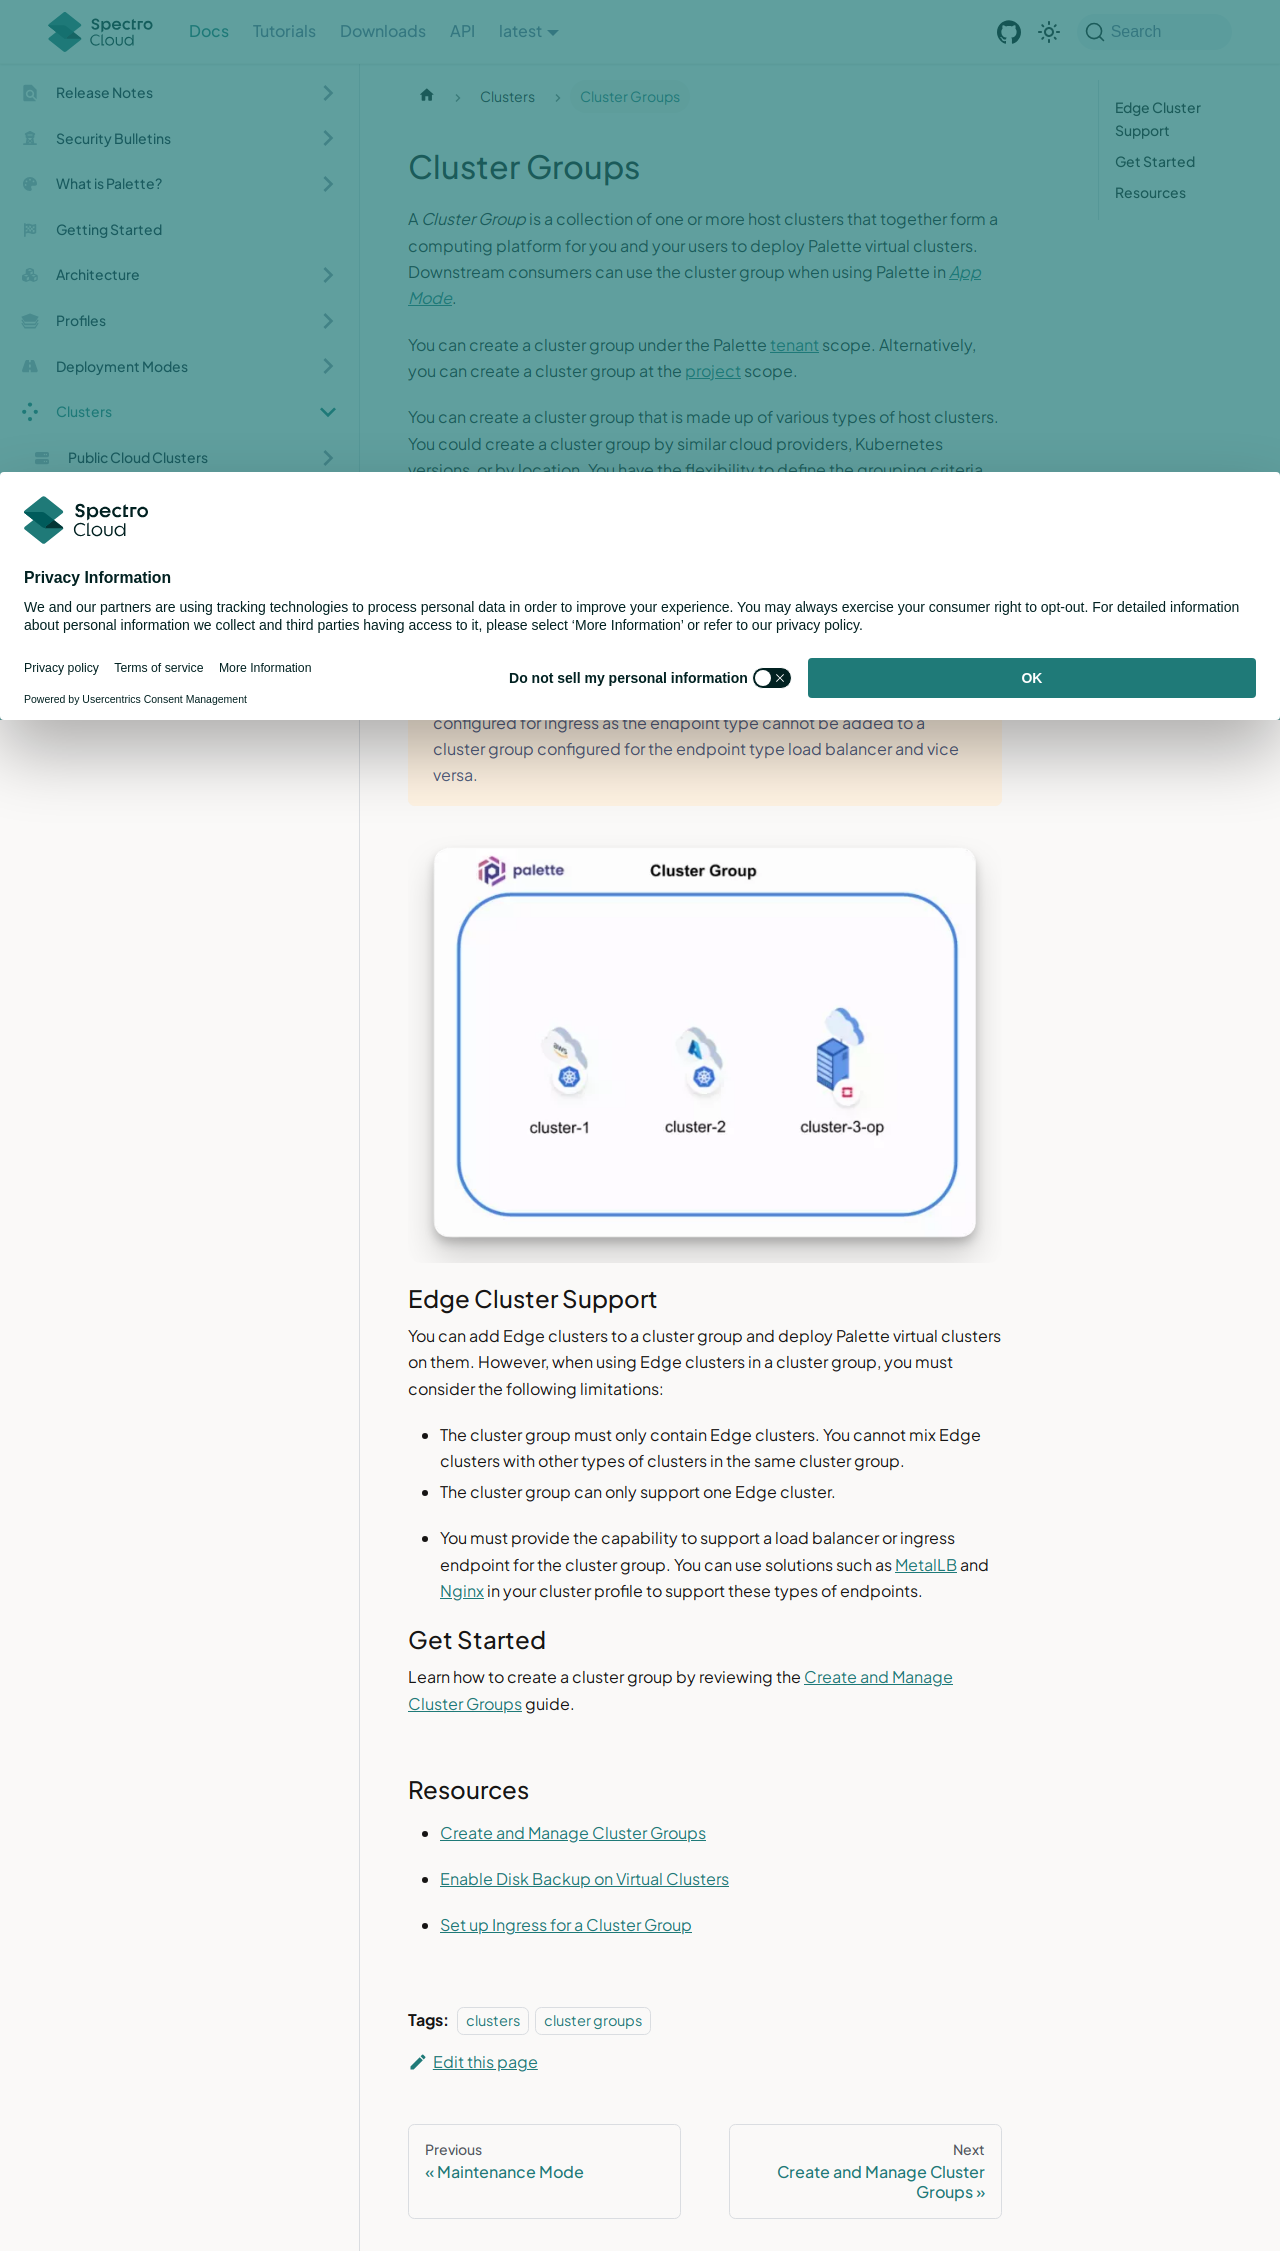 Spectro Cloud
Docs
Tutorials
Downloads
API
latest
Search
Release Notes
Security Bulletins
What is Palette?
Getting Started
Architecture
Profiles
Deployment Modes
Clusters
Public Cloud Clusters
Clusters
Cluster Groups
Edge Cluster
Support
Get Started
Resources
Cluster Groups
A Cluster Group is a collection of one or more host clusters that together form a
computing platform for you and your users to deploy Palette virtual clusters.
Downstream consumers can use the cluster group when using Palette in App
Mode.
You can create a cluster group under the Palette tenant scope. Alternatively,
you can create a cluster group at the project scope.
You can create a cluster group that is made up of various types of host clusters.
You could create a cluster group by similar cloud providers, Kubernetes
versions, or by location. You have the flexibility to define the grouping criteria.
Spectro
Cloud
Privacy Information
We and our partners are using tracking technologies to process personal data in order to improve your experience. You may always exercise your consumer right to opt-out. For detailed information
about personal information we collect and third parties having access to it, please select ‘More Information’ or refer to our privacy policy.
Privacy policy
Terms of service
More Information
Powered by Usercentrics Consent Management
Do not sell my personal information
OK
configured for ingress as the endpoint type cannot be added to a
cluster group configured for the endpoint type load balancer and vice
versa.
palette
Cluster Group
aws
cluster-1
cluster-2
cluster-3-op
Edge Cluster Support
You can add Edge clusters to a cluster group and deploy Palette virtual clusters
on them. However, when using Edge clusters in a cluster group, you must
consider the following limitations:
The cluster group must only contain Edge clusters. You cannot mix Edge
clusters with other types of clusters in the same cluster group.
The cluster group can only support one Edge cluster.
You must provide the capability to support a load balancer or ingress
endpoint for the cluster group. You can use solutions such as MetalLB and
Nginx in your cluster profile to support these types of endpoints.
Get Started
Learn how to create a cluster group by reviewing the Create and Manage
Cluster Groups guide.
Resources
Create and Manage Cluster Groups
Enable Disk Backup on Virtual Clusters
Set up Ingress for a Cluster Group
Tags: clusters cluster groups
Edit this page
Previous
« Maintenance Mode
Next
Create and Manage Cluster
Groups »